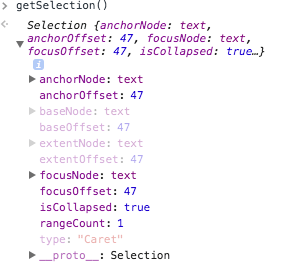 getSelection()
Selection {anchorNode: text,
anchorOffset: 47, focusNode: text,
focusOffset: 47, isCollapsed: true…}
i
anchorNode: text
anchorOffset: 47
baseNode: text
baseOffset: 47
extentNode: text
extentOffset: 47
focusNode: text
focusOffset: 47
isCollapsed: true
rangeCount: 1
type: "Caret"
__proto__: Selection